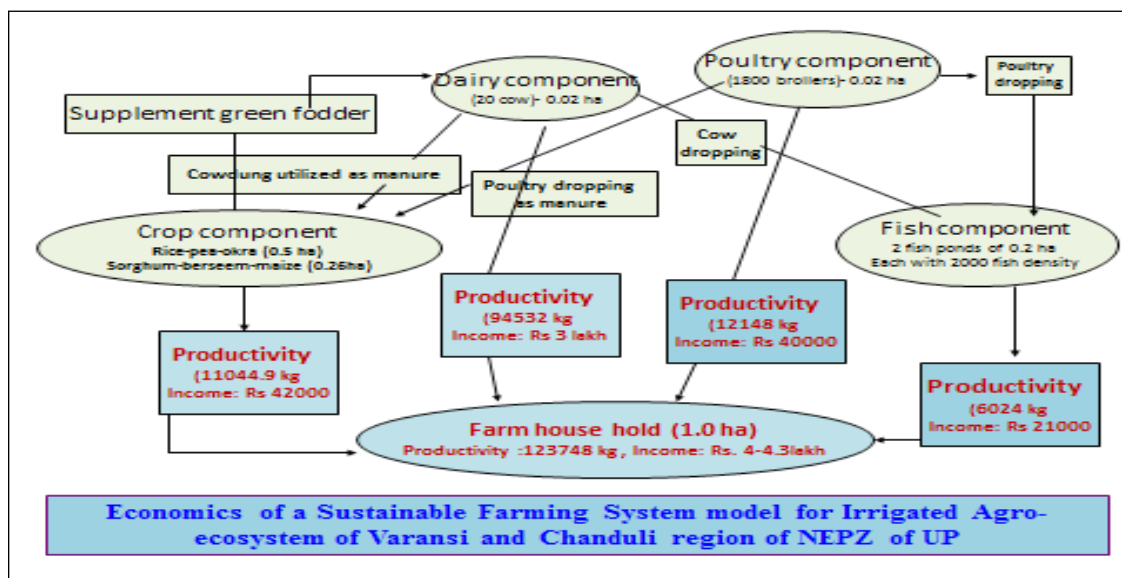 Dairy component
(20 cow)- 0.02 ha
Poultry component
(1800 brollers)- 0.02 ha
Poultry
dropping
Supplement green fodder
Cow
dropping
Cowdung utilized as manure
Poultry dropping
as manure
Crop component
Rice-pea-okra (0.5 ha)
Sorghum-berseem-maize (0.26ha)
Fish component
2 fish ponds of 0.2 ha
Each with 2000 fish density
Productivity
(94532 kg
Income: Rs 3 lakh
Productivity
(12148 kg
Income: Rs 40000
Productivity
(11044.9 kg
Income: Rs 42000
Productivity
(6024 kg
Income: Rs 21000
Farm house hold (1.0 ha)
Productivity :123748 kg , Income: Rs. 4-4.3lakh
Economics of a Sustainable Farming System model for Irrigated Agro-
ecosystem of Varansi and Chanduli region of NEPZ of UP